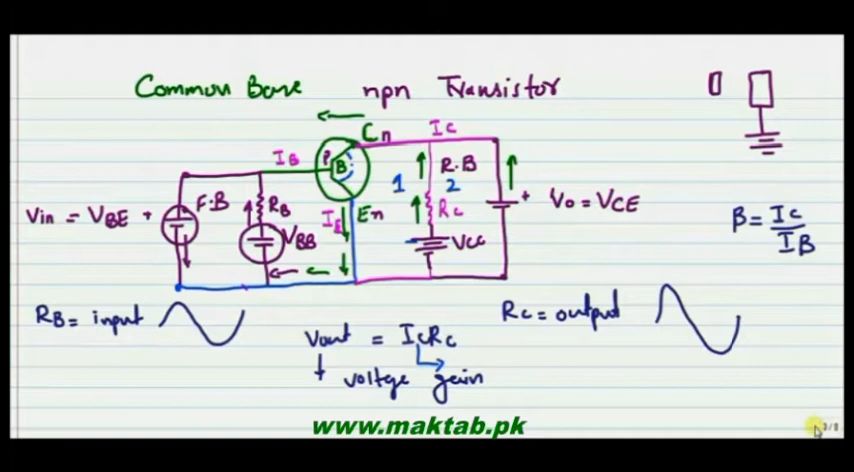 Common Base npn Transistor
Cn Ic
IB P B
F.B RB VBB
IE En
1 R.B 2
Rc
VCC
Vin = VBE +
+ Vo = VCE
B = Ic / IB
RB = input
Rc = output
Vout = IcRc
voltge gain
www.maktab.pk